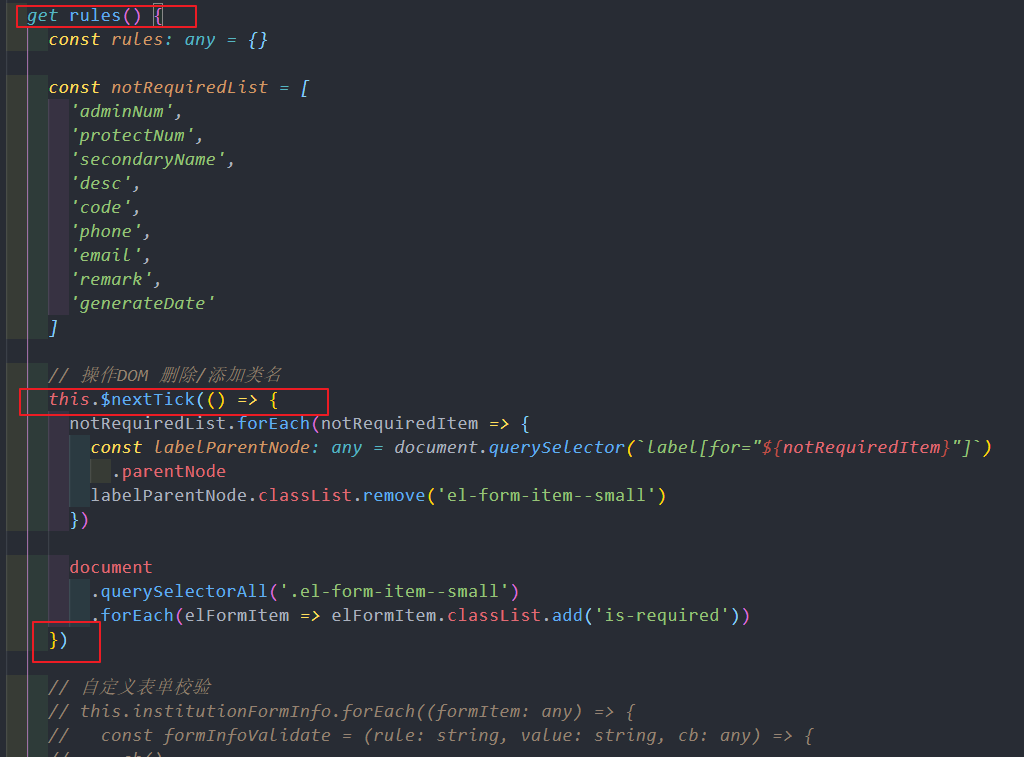 get rules() {
const rules: any = {}
const notRequiredList = [
'adminNum',
'protectNum',
'secondaryName',
'desc',
'code',
'phone',
'email',
'remark',
'generateDate'
]
// 操作DOM 删除/添加类名
this.$nextTick(() => {
notRequiredList.forEach(notRequiredItem => {
const labelParentNode: any = document.querySelector(`label[for="${notRequiredItem}"]`)
.parentNode
labelParentNode.classList.remove('el-form-item--small')
})
document
.querySelectorAll('.el-form-item--small')
.forEach(elFormItem => elFormItem.classList.add('is-required'))
})
// 自定义表单校验
// this.institutionFormInfo.forEach((formItem: any) => {
//   const formInfoValidate = (rule: string, value: string, cb: any) => {